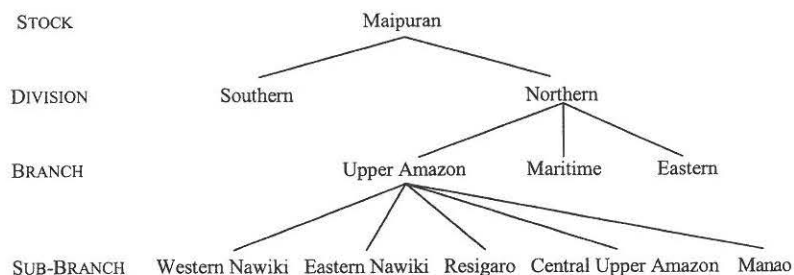 STOCK Maipuran
DIVISION Southern Northern
BRANCH Upper Amazon Maritime Eastern
SUB-BRANCH Western Nawiki Eastern Nawiki Resigaro Central Upper Amazon Manao